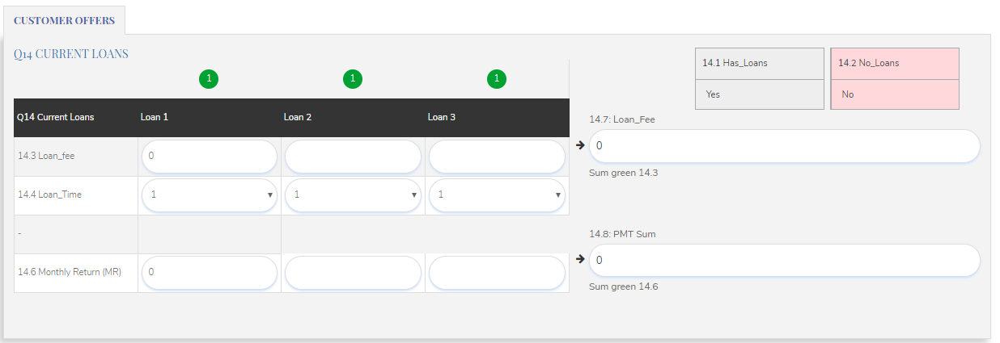 CUSTOMER OFFERS
Q14 CURRENT LOANS
14.1 Has_Loans 14.2 No_Loans
1 1 1
Yes No
Q14 Current Loans Loan 1 Loan 2 Loan 3
14.7: Loan_Fee
14.3 Loan_fee 0
0
Sum green 14.3
14.4 Loan_Time 1 1 1
-
14.8: PMT Sum
14.6 Monthly Return (MR) 0
0
Sum green 14.6